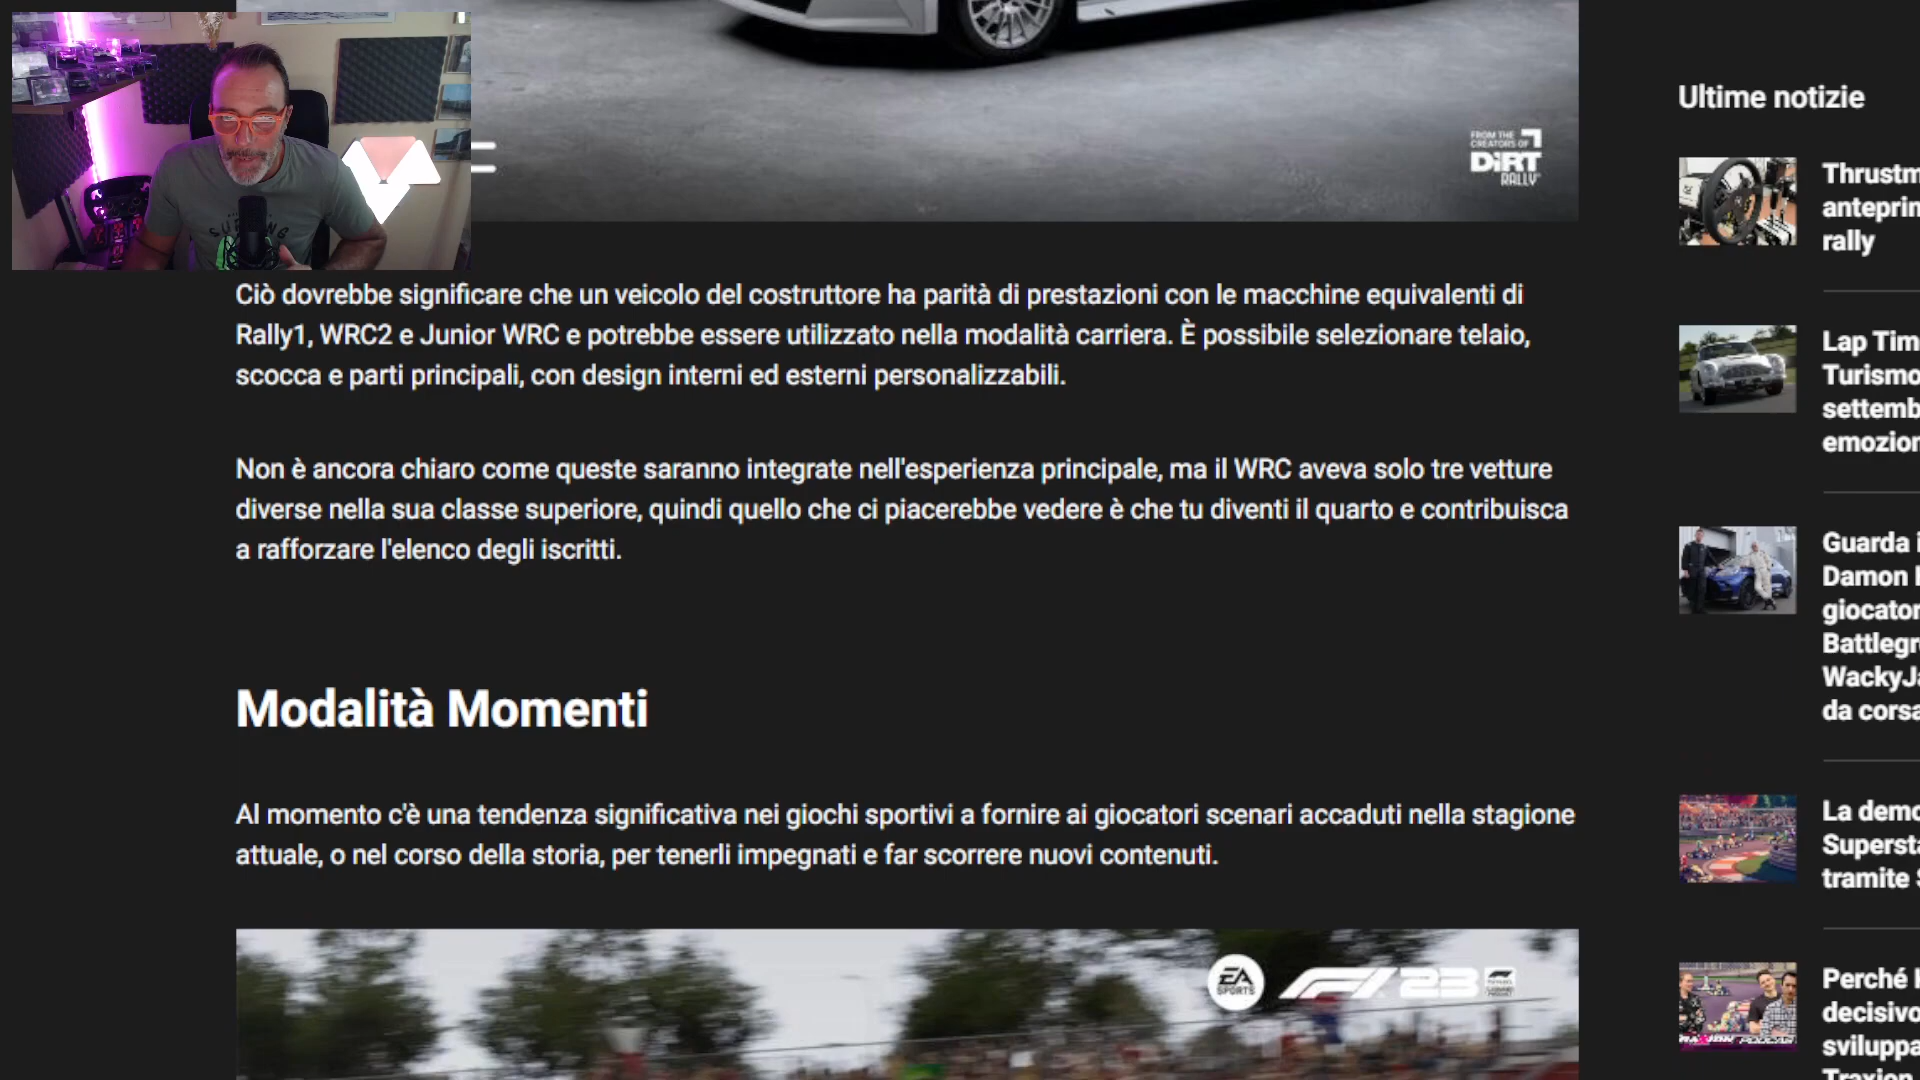 FROM THE
CREATORS OF
DiRT
RALLY
Ciò dovrebbe significare che un veicolo del costruttore ha parità di prestazioni con le macchine equivalenti di
Rally1, WRC2 e Junior WRC e potrebbe essere utilizzato nella modalità carriera. È possibile selezionare telaio,
scocca e parti principali, con design interni ed esterni personalizzabili.
Non è ancora chiaro come queste saranno integrate nell'esperienza principale, ma il WRC aveva solo tre vetture
diverse nella sua classe superiore, quindi quello che ci piacerebbe vedere è che tu diventi il quarto e contribuisca
a rafforzare l'elenco degli iscritti.
Modalità Momenti
Al momento c'è una tendenza significativa nei giochi sportivi a fornire ai giocatori scenari accaduti nella stagione
attuale, o nel corso della storia, per tenerli impegnati e far scorrere nuovi contenuti.
EA
SPORTS
F1 23
Ultime notizie
Thrustm
anteprin
rally
Lap Tim
Turismo
settemb
emozion
Guarda i
Damon
giocator
Battlegr
WackyJa
da corsa
La demo
Supersta
tramite
Perché
decisivo
sviluppa
Traxion